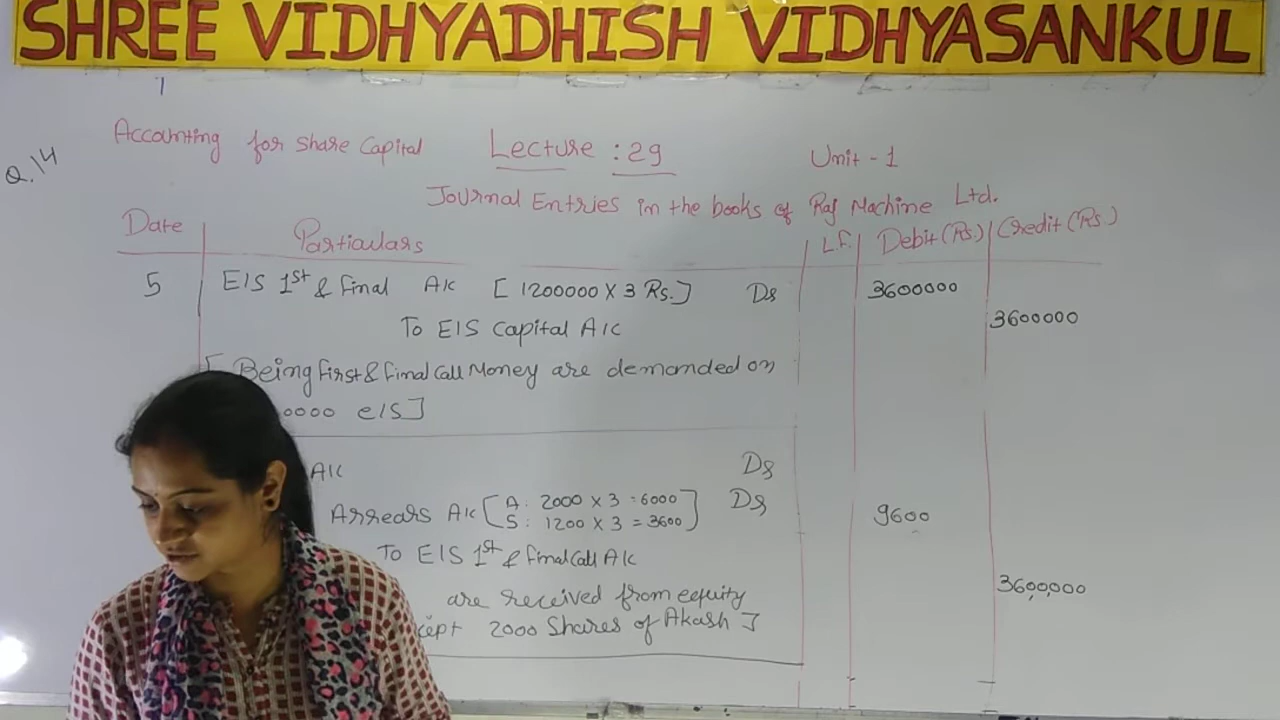 SHREE VIDHYADHISH VIDHYASANKUL
Q.14
Accounting for Share Capital Lecture : 29 Unit - 1
Journal Entries in the books of Raj Machine Ltd.
Date Particulars L.F. Debit (Rs.) Credit (Rs.)
5 E/S 1st & final A/c [ 1200000 X 3 Rs. ] Dr 3600000
To E/S Capital A/c 3600000
[ Being first & final Call Money are demanded on
0000 e/s ]
A/c Dr
Arrears A/c [ A : 2000 X 3 = 6000 Dr 9600
S : 1200 X 3 = 3600 ]
To E/S 1st & final Call A/c 3600,000
are received from equity
cept 2000 Shares of Akash ]